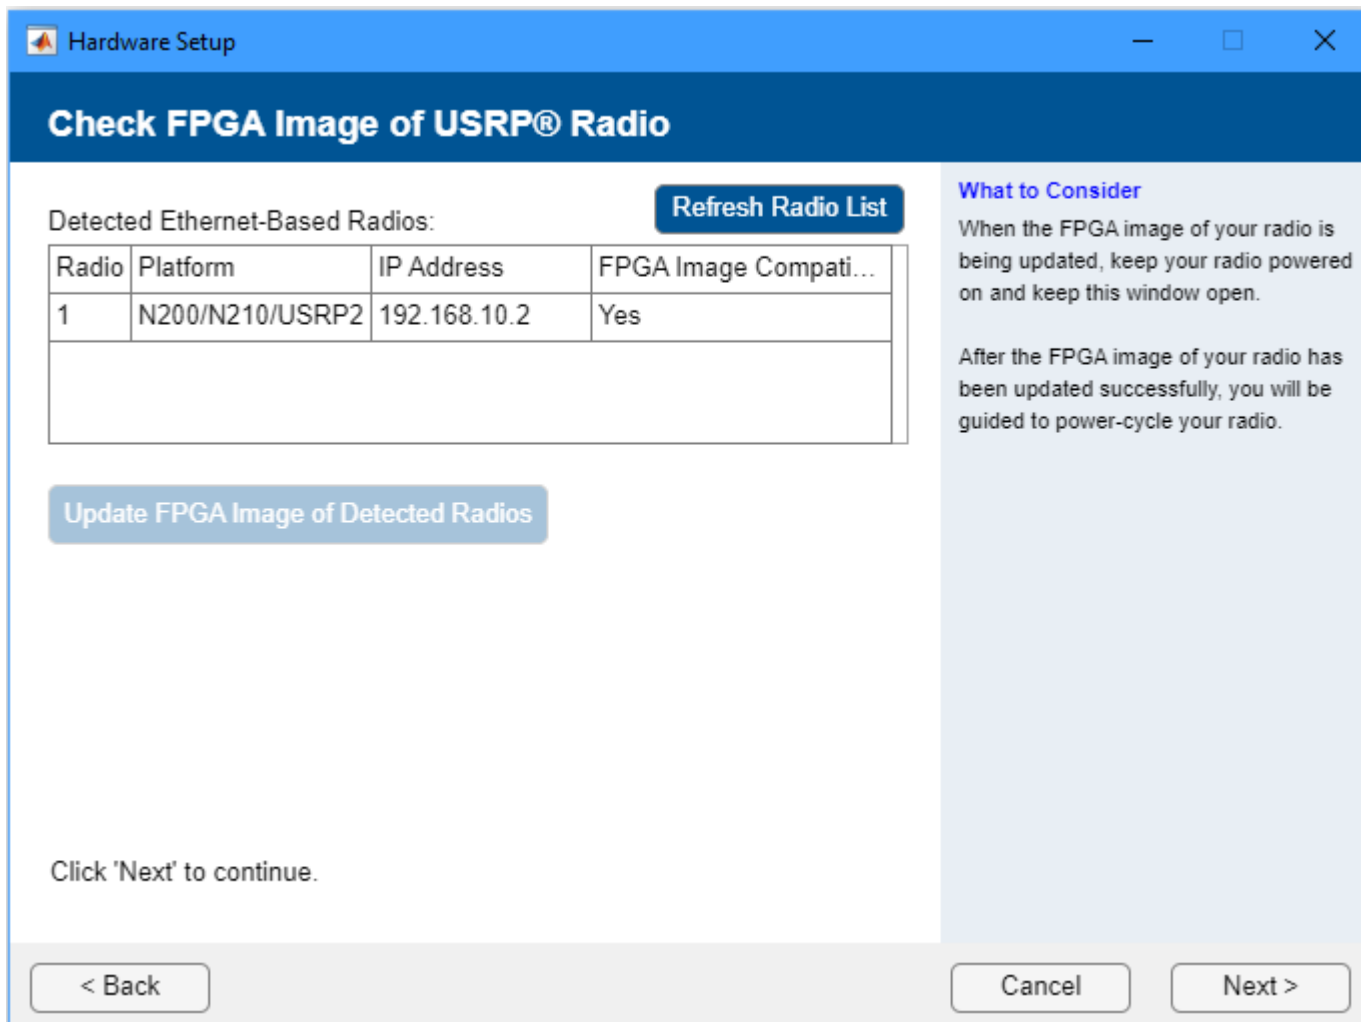 Hardware Setup
Check FPGA Image of USRP® Radio
Detected Ethernet-Based Radios:
Refresh Radio List
Radio Platform IP Address FPGA Image Compati...
1 N200/N210/USRP2 192.168.10.2 Yes
Update FPGA Image of Detected Radios
Click 'Next' to continue.
What to Consider
When the FPGA image of your radio is
being updated, keep your radio powered
on and keep this window open.
After the FPGA image of your radio has
been updated successfully, you will be
guided to power-cycle your radio.
< Back
Cancel
Next >